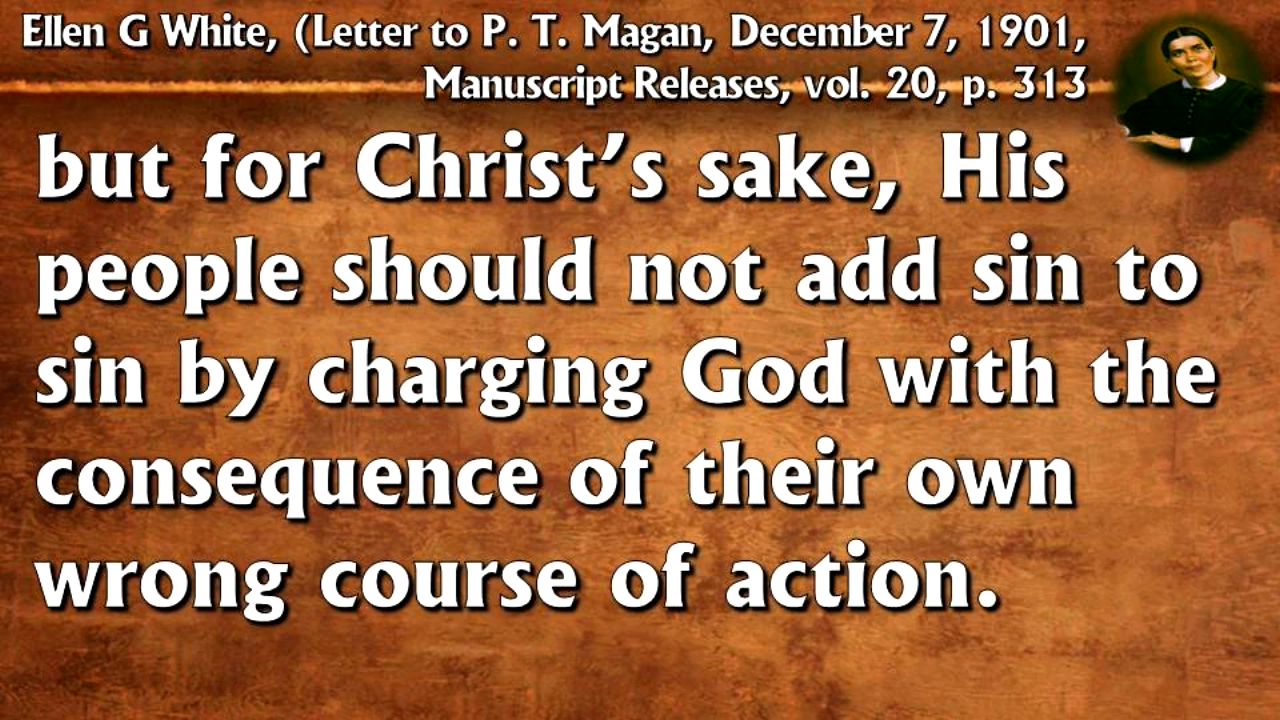 Ellen G White, (Letter to P. T. Magan, December 7, 1901,
Manuscript Releases, vol. 20, p. 313
but for Christ’s sake, His
people should not add sin to
sin by charging God with the
consequence of their own
wrong course of action.